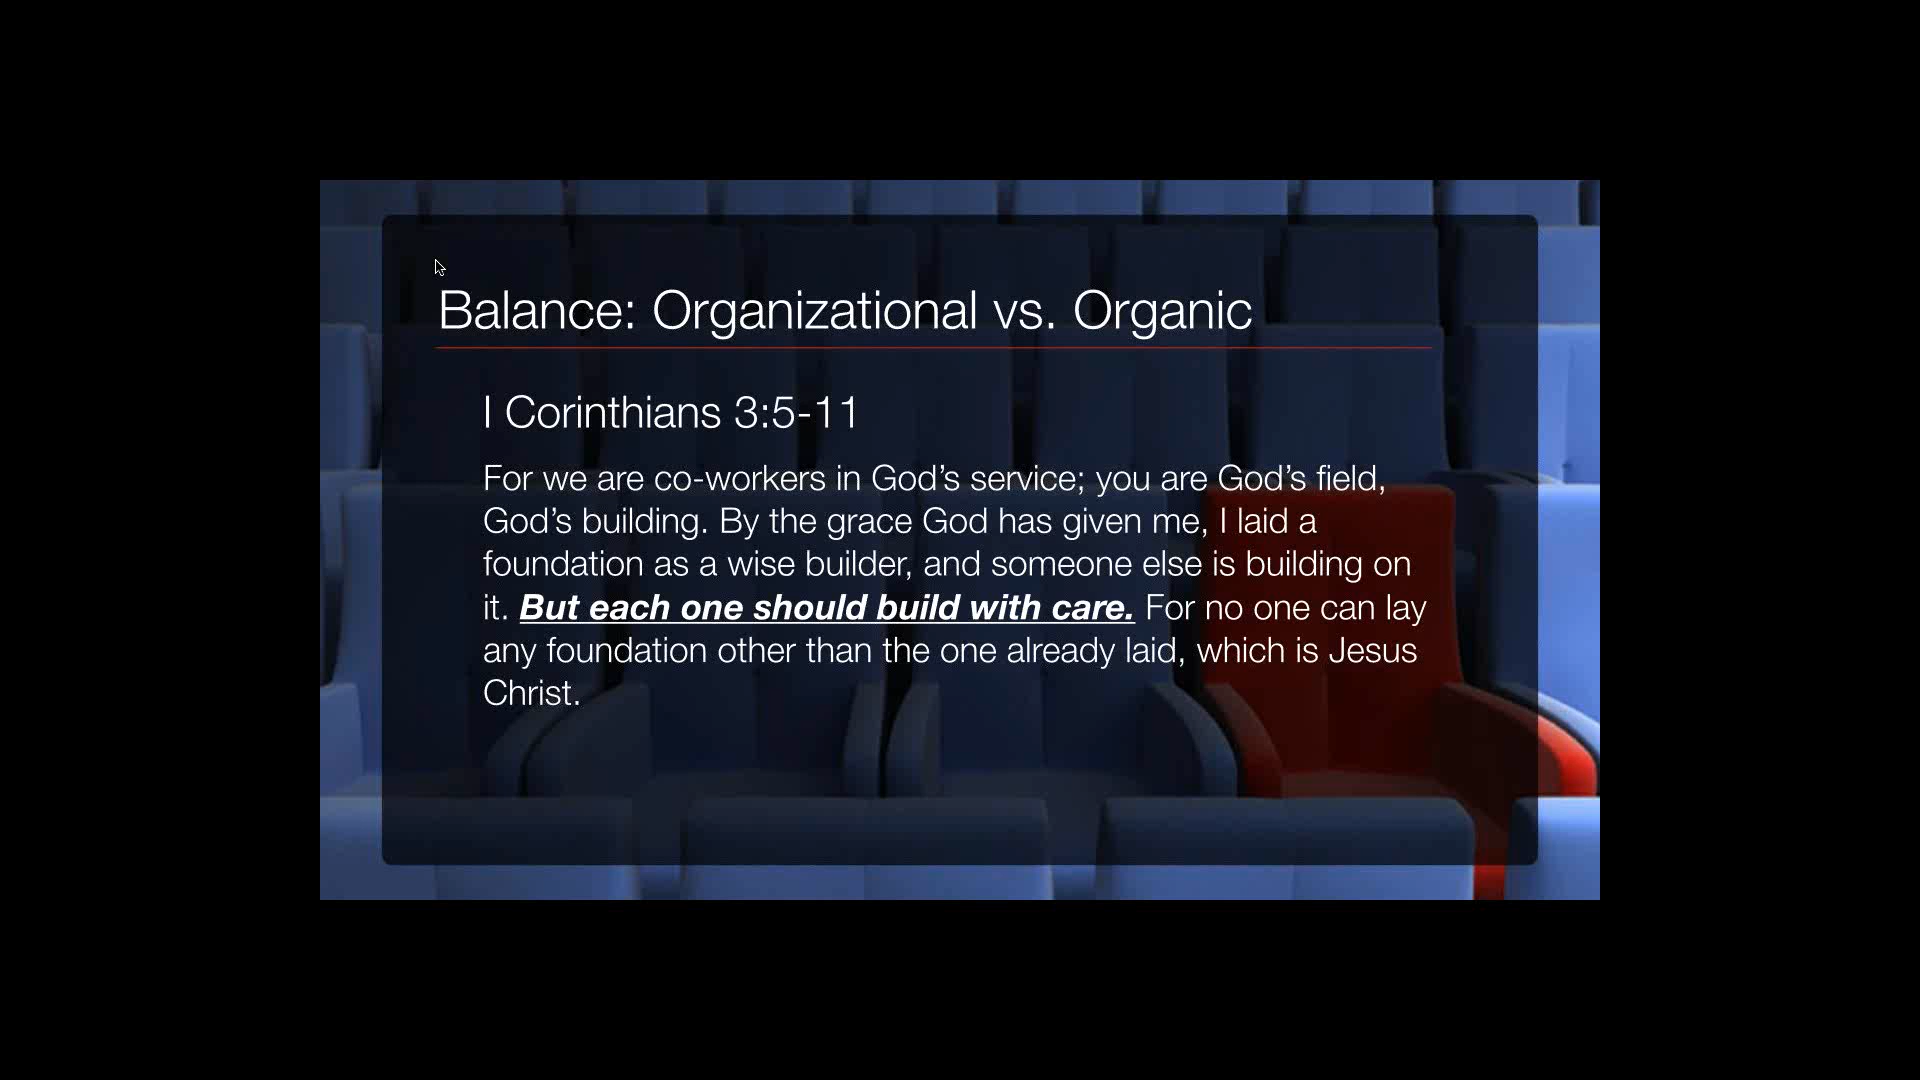 Balance: Organizational vs. Organic
I Corinthians 3:5-11
For we are co-workers in God’s service; you are God’s field,
God’s building. By the grace God has given me, I laid a
foundation as a wise builder, and someone else is building on
it. But each one should build with care. For no one can lay
any foundation other than the one already laid, which is Jesus
Christ.